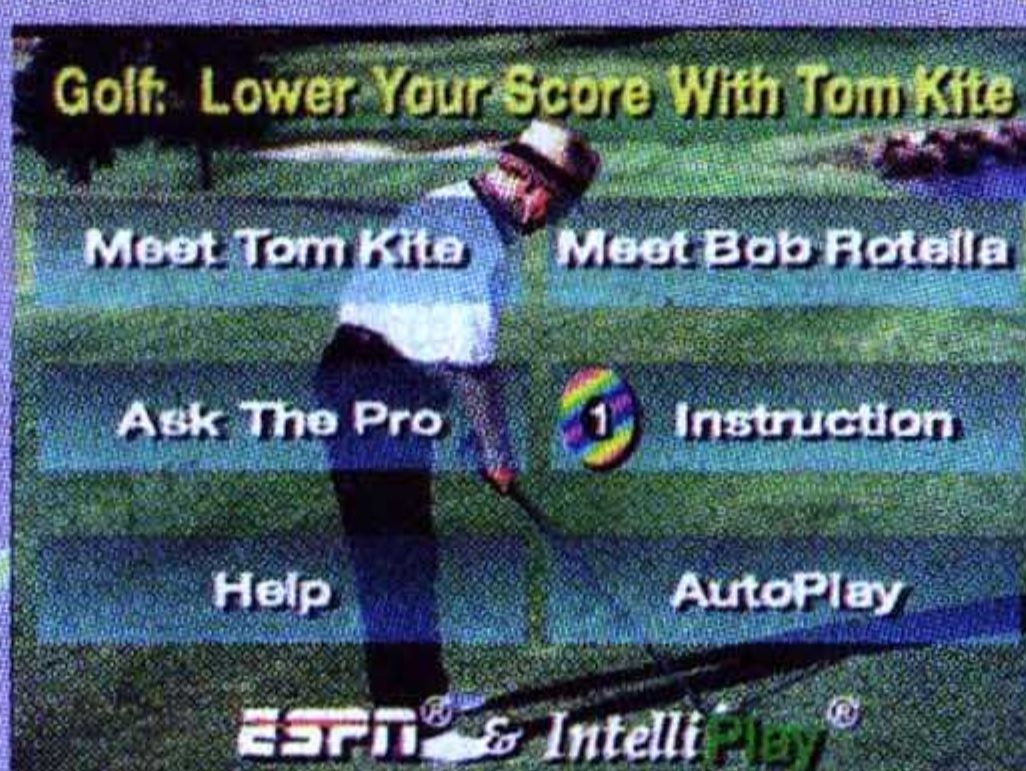 Golf: Lower Your Score With Tom Kite
Meet Tom Kite
Meet Bob Rotella
Ask The Pro
1 Instruction
Help
AutoPlay
ESPN® & IntelliPlay®